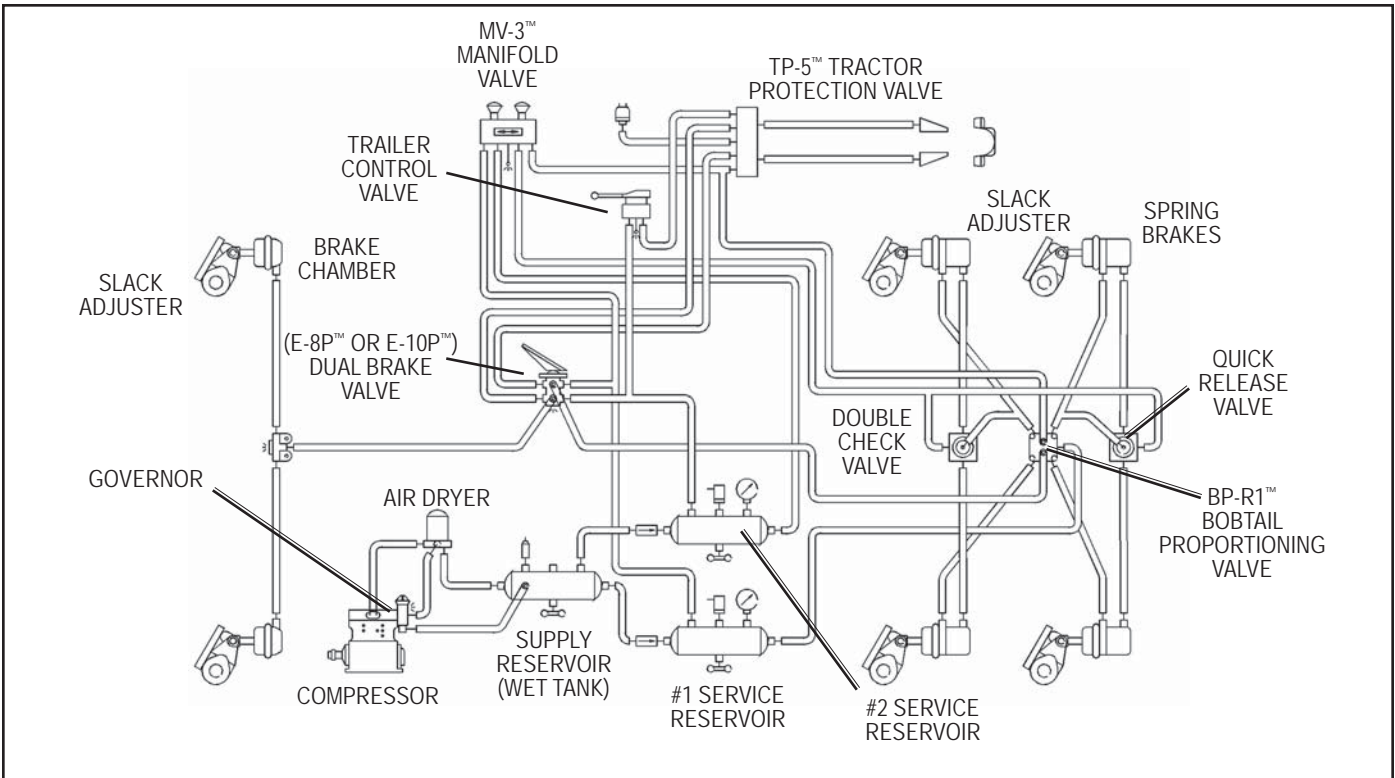 MV-3™
MANIFOLD
VALVE
TP-5™ TRACTOR
PROTECTION VALVE
TRAILER
CONTROL
VALVE
SLACK
ADJUSTER
SPRING
BRAKES
BRAKE
CHAMBER
SLACK
ADJUSTER
(E-8P™ OR E-10P™)
DUAL BRAKE
VALVE
QUICK
RELEASE
VALVE
DOUBLE
CHECK
VALVE
GOVERNOR
AIR DRYER
BP-R1™
BOBTAIL
PROPORTIONING
VALVE
SUPPLY
RESERVOIR
(WET TANK)
COMPRESSOR
#1 SERVICE
RESERVOIR
#2 SERVICE
RESERVOIR